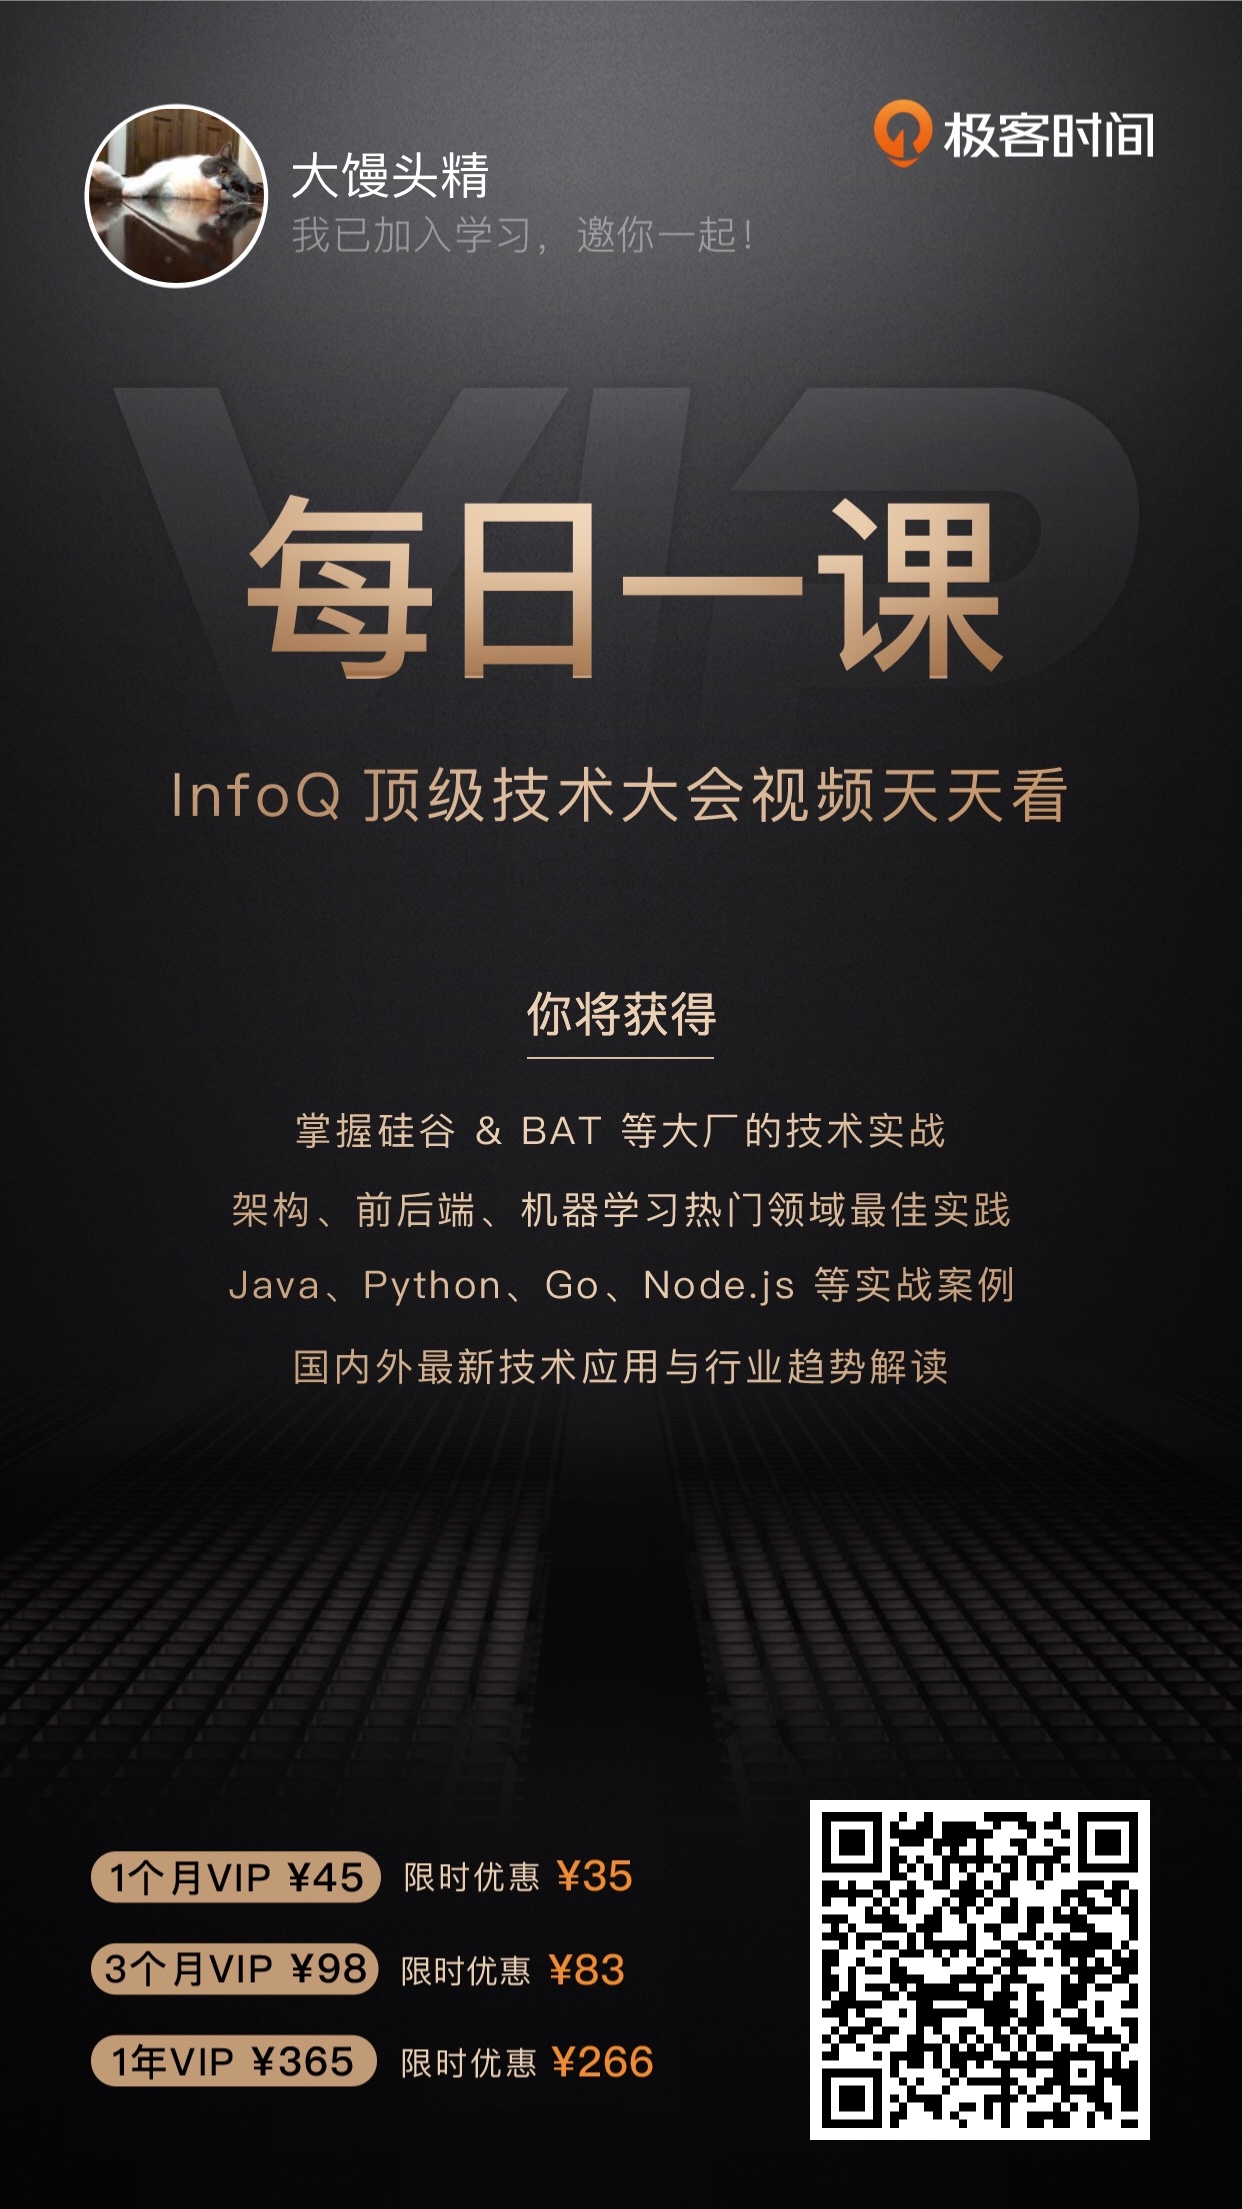 极客时间
大馒头精
我已加入学习，邀你一起！
VIP
每日一课
InfoQ 顶级技术大会视频天天看
你将获得
掌握硅谷 & BAT 等大厂的技术实战
架构、前后端、机器学习热门领域最佳实践
Java、Python、Go、Node.js 等实战案例
国内外最新技术应用与行业趋势解读
1个月VIP ¥45 限时优惠 ¥35
3个月VIP ¥98 限时优惠 ¥83
1年VIP ¥365 限时优惠 ¥266